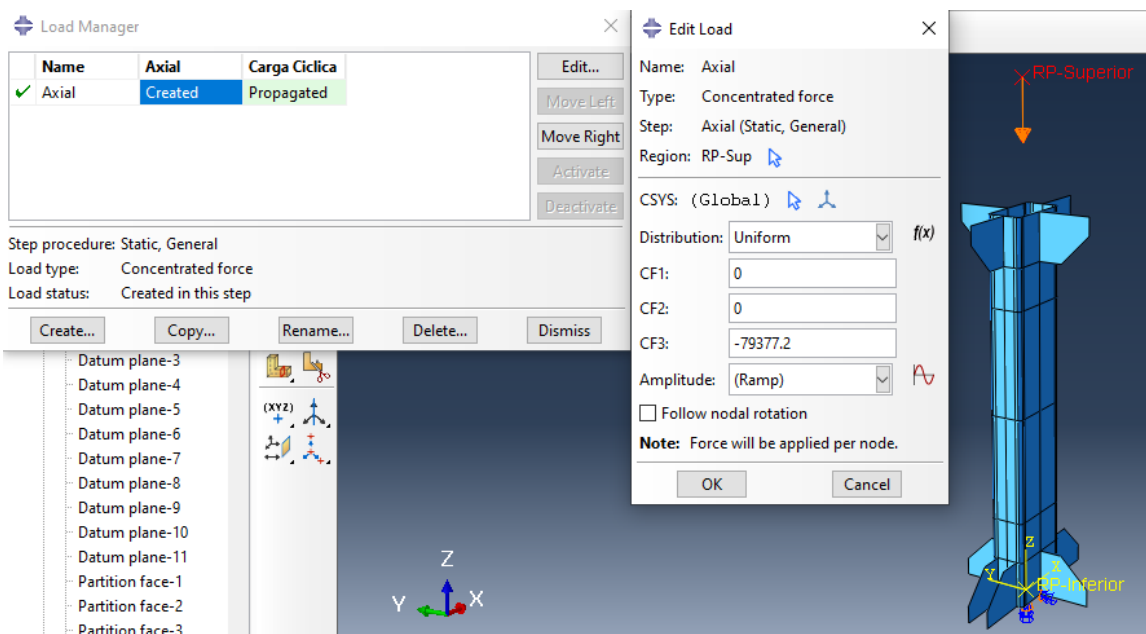 Load Manager
Name Axial Carga Ciclica
Axial Created Propagated
Edit...
Move Left
Move Right
Activate
Deactivate
Step procedure: Static, General
Load type: Concentrated force
Load status: Created in this step
Create... Copy... Rename... Delete... Dismiss
Datum plane-3
Datum plane-4
Datum plane-5
Datum plane-6
Datum plane-7
Datum plane-8
Datum plane-9
Datum plane-10
Datum plane-11
Partition face-1
Partition face-2
Partition face-3
(XYZ)
Edit Load
Name: Axial
Type: Concentrated force
Step: Axial (Static, General)
Region: RP-Sup
CSYS: (Global)
Distribution: Uniform f(x)
CF1: 0
CF2: 0
CF3: -79377.2
Amplitude: (Ramp)
Follow nodal rotation
Note: Force will be applied per node.
OK Cancel
RP-Superior
Z
Y X
RP-Inferior
Z
Y X